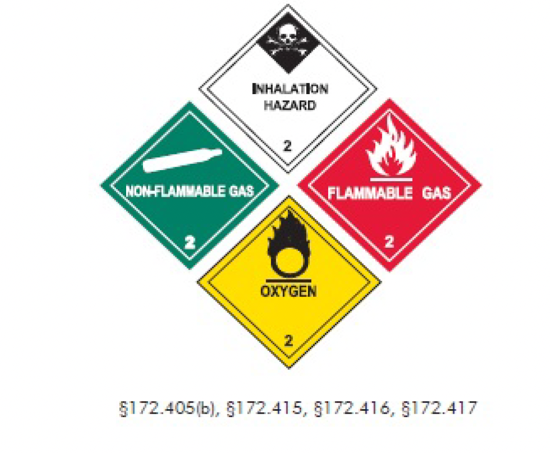 INHALATION
HAZARD
2
NON-FLAMMABLE GAS
2
FLAMMABLE GAS
2
OXYGEN
2
§172.405(b), §172.415, §172.416, §172.417